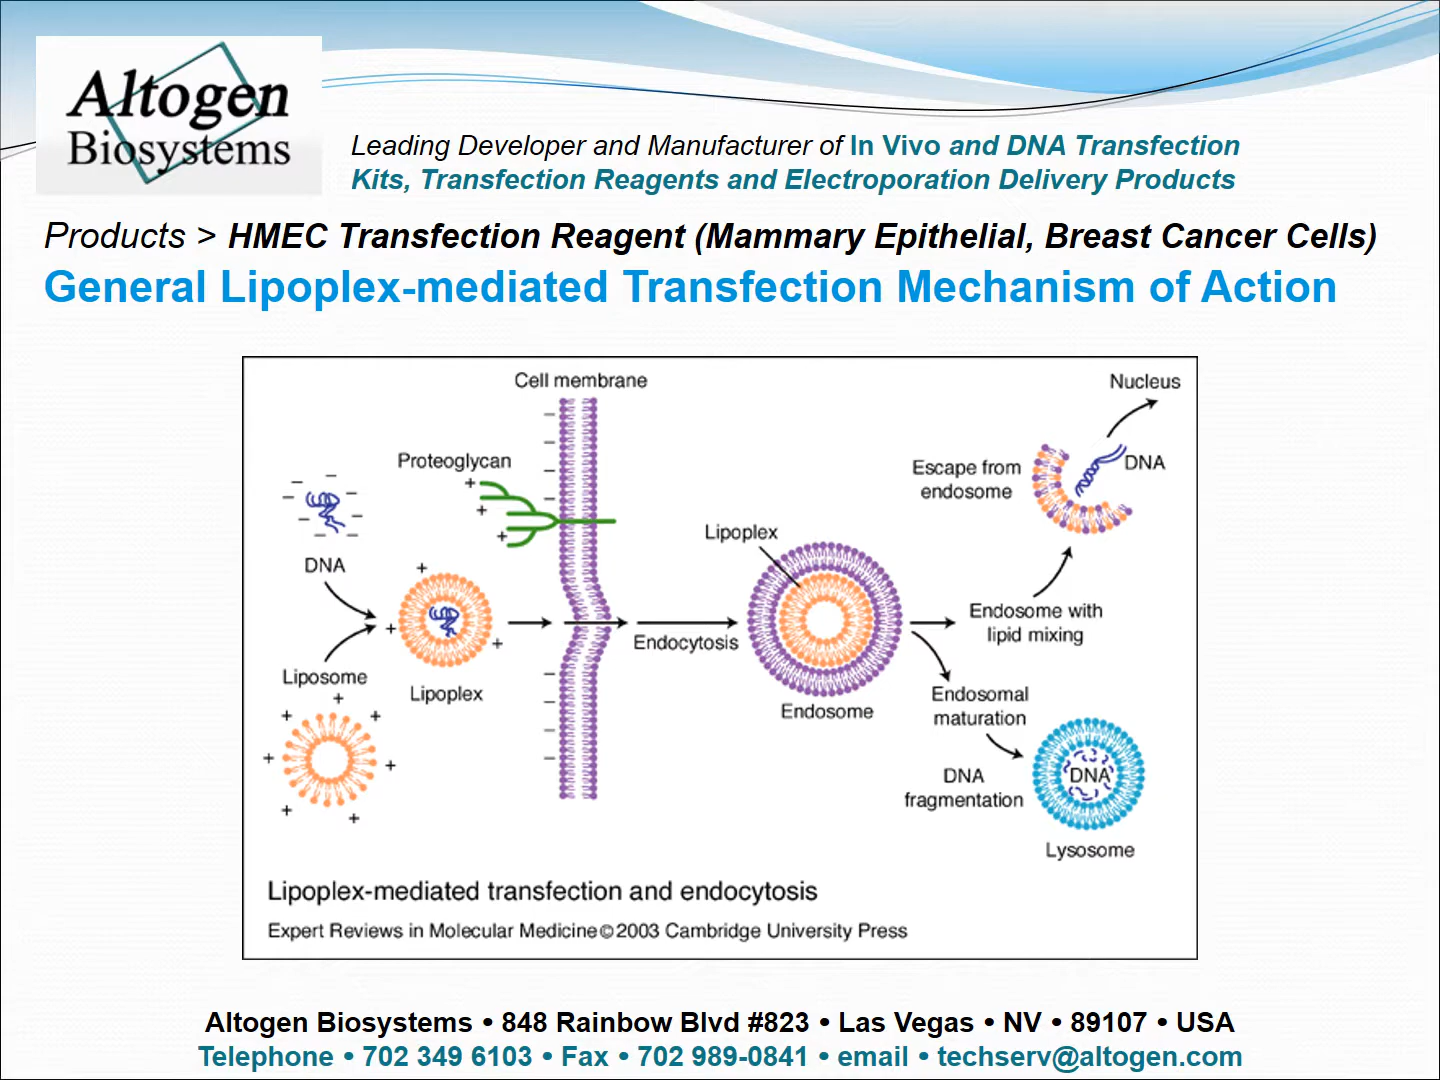 Altogen
Biosystems
Leading Developer and Manufacturer of In Vivo and DNA Transfection
Kits, Transfection Reagents and Electroporation Delivery Products
Products > HMEC Transfection Reagent (Mammary Epithelial, Breast Cancer Cells)
General Lipoplex-mediated Transfection Mechanism of Action
Cell membrane
Nucleus
Proteoglycan
Escape from
endosome
DNA
DNA
Lipoplex
Liposome
Lipoplex
Endocytosis
Endosome
Endosome with
lipid mixing
Endosomal
maturation
DNA
fragmentation
DNA
Lysosome
Lipoplex-mediated transfection and endocytosis
Expert Reviews in Molecular Medicine©2003 Cambridge University Press
Altogen Biosystems • 848 Rainbow Blvd #823 • Las Vegas • NV • 89107 • USA
Telephone • 702 349 6103 • Fax • 702 989-0841 • email • techserv@altogen.com